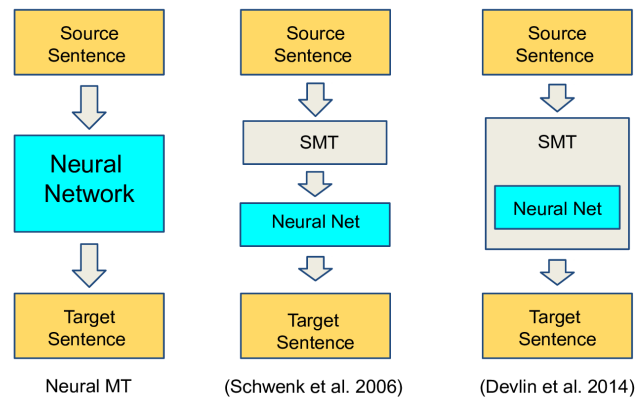 Source
Sentence
Neural
Network
Target
Sentence
Neural MT
Source
Sentence
SMT
Neural Net
Target
Sentence
(Schwenk et al. 2006)
Source
Sentence
SMT
Neural Net
Target
Sentence
(Devlin et al. 2014)